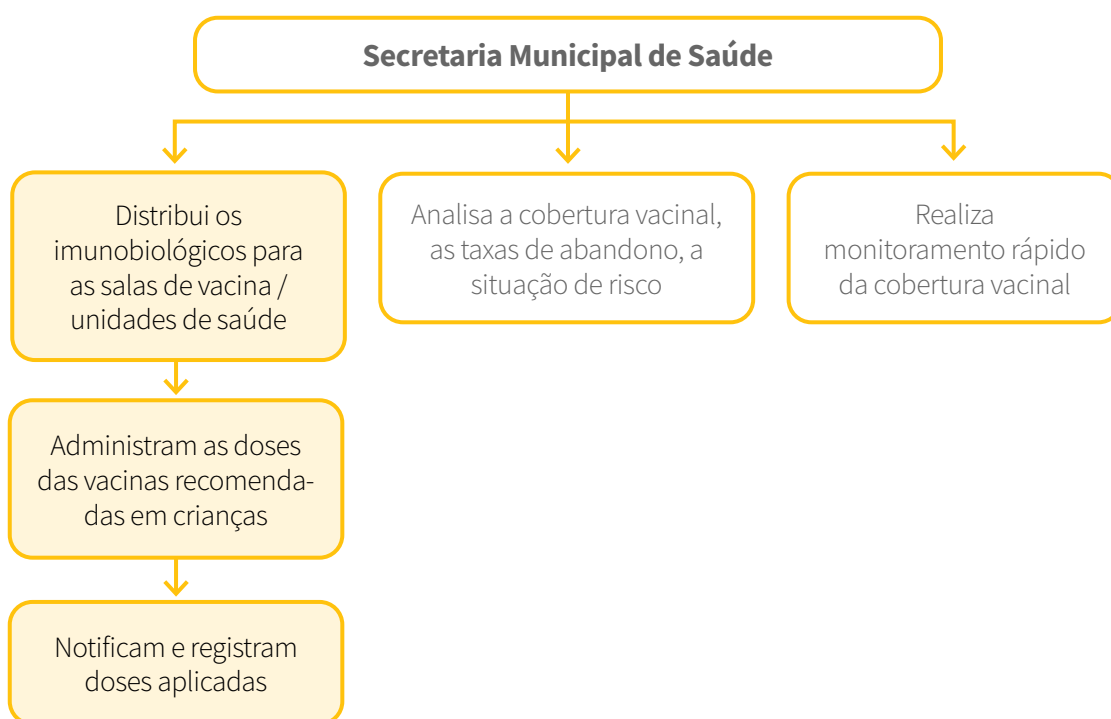 Secretaria Municipal de Saúde
Distribui os
imunobiológicos para
as salas de vacina /
unidades de saúde
Analisa a cobertura vacinal,
as taxas de abandono, a
situação de risco
Realiza
monitoramento rápido
da cobertura vacinal
Administram as doses
das vacinas recomenda-
das em crianças
Notificam e registram
doses aplicadas